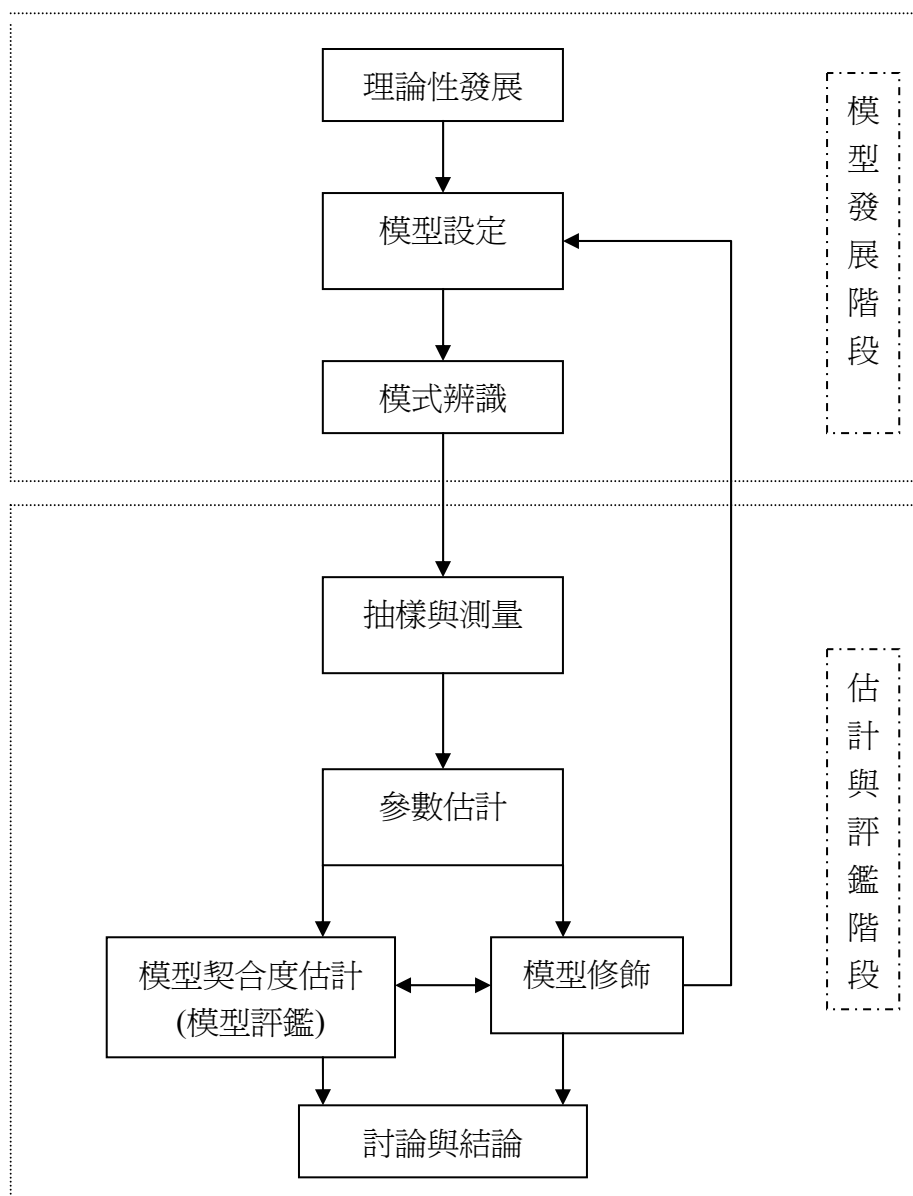 理論性發展
模型設定
模式辨識
模型發展階段
抽樣與測量
參數估計
模型契合度估計
(模型評鑑)
模型修飾
討論與結論
估計與評鑑階段